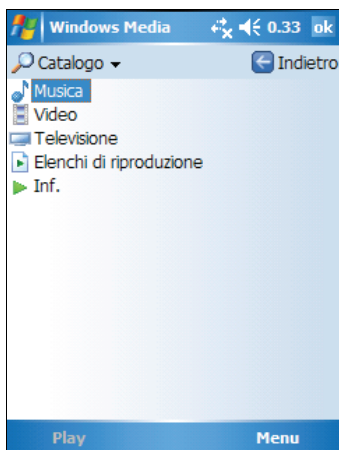 Windows Media 0.33 ok
Catalogo Indietro
Musica
Video
Televisione
Elenchi di riproduzione
Inf.
Play Menu